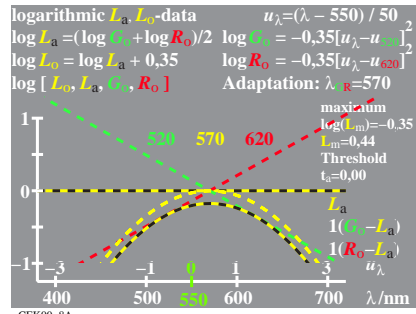 logarithmic La, Lo-data uλ=(λ − 550) / 50
log La =(log Go+log Ro)/2 log Go = −0,35[uλ−u520]²
log Lo = log La + 0,35 log Ro = −0,35[uλ−u620]²
log [ Lo, La, Go, Ro ] Adaptation: λGR=570
maximum
log(Lm)=−0.35
Lm=0,44
Threshold
ta=0,00
1
520 570 620
0
La
1(Go−La)
1(Ro−La)
−1
−3 −1 0 1 3 uλ
400 500 550 600 700 λ/nm